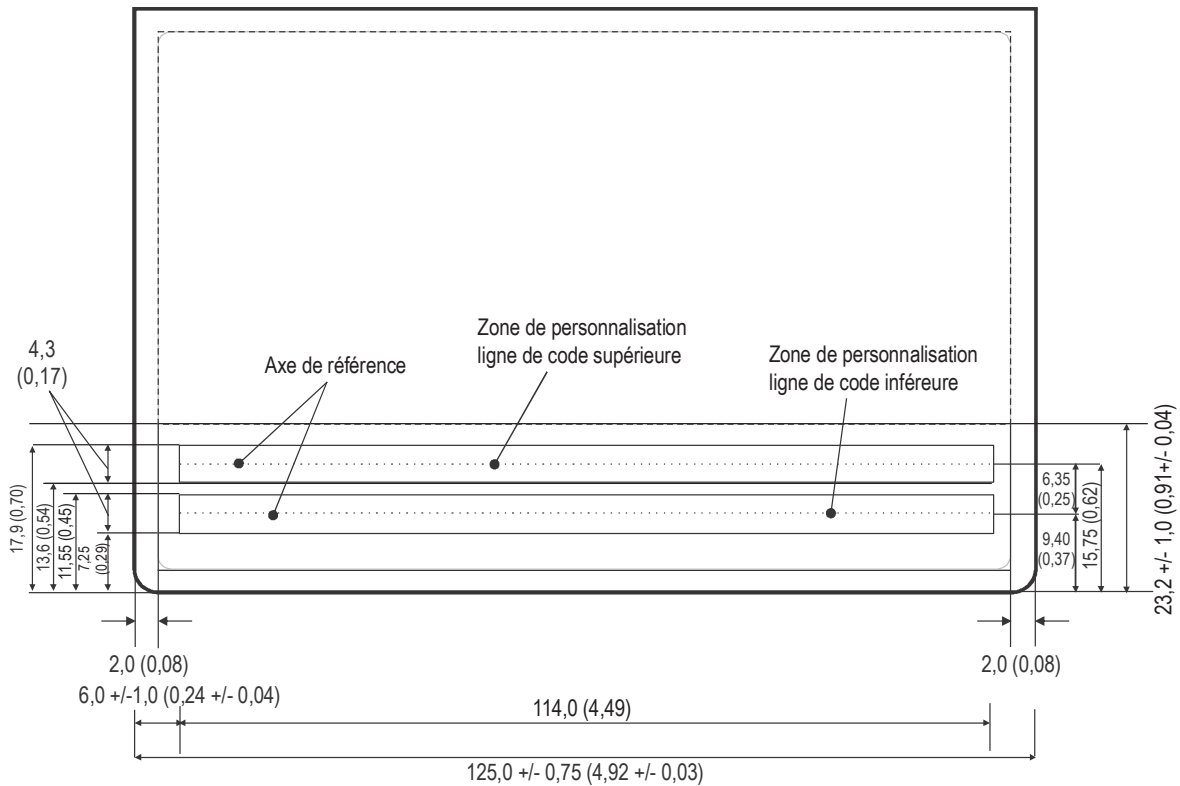 Zone de personnalisation
ligne de code supérieure
4,3
(0,17)
Axe de référence
Zone de personnalisation
ligne de code inféreure
17,9 (0,70)
13,6 (0,54)
11,55 (0,45)
7,25
(0,29)
6,35
(0,25)
9,40
(0,37)
15,75 (0,62)
23,2 +/- 1,0 (0,91+/- 0,04)
2,0 (0,08)
2,0 (0,08)
6,0 +/-1,0 (0,24 +/- 0,04)
114,0 (4,49)
125,0 +/- 0,75 (4,92 +/- 0,03)